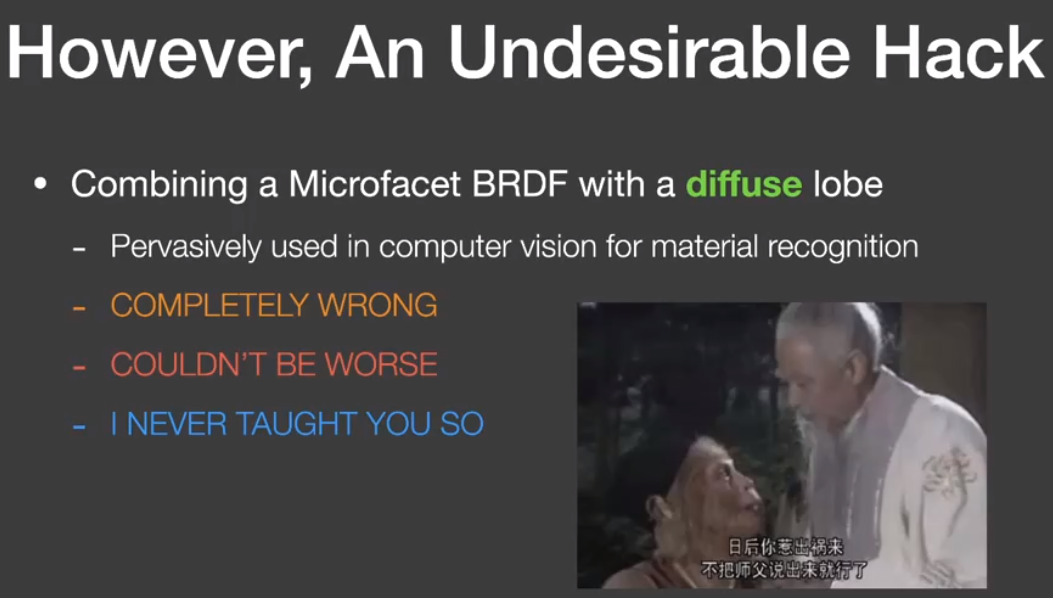 However, An Undesirable Hack
• Combining a Microfacet BRDF with a diffuse lobe
- Pervasively used in computer vision for material recognition
- COMPLETELY WRONG
- COULDN'T BE WORSE
- I NEVER TAUGHT YOU SO
日后你惹出祸来
不把师父说出来就行了